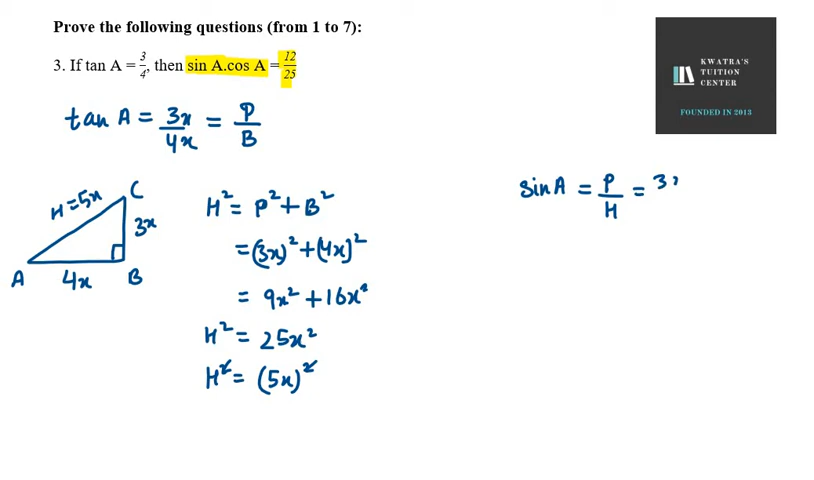 Prove the following questions (from 1 to 7):
3. If tan A = 3/4, then sin A.cos A = 12/25
KWATRA'S
TUITION
CENTER
FOUNDED IN 2013
tan A = 3x/4x = P/B
H=5x
C
3x
A
4x
B
H² = P² + B²
= (3x)² + (4x)²
= 9x² + 16x²
H² = 25x²
H² = (5x)²
sin A = P/H = 3